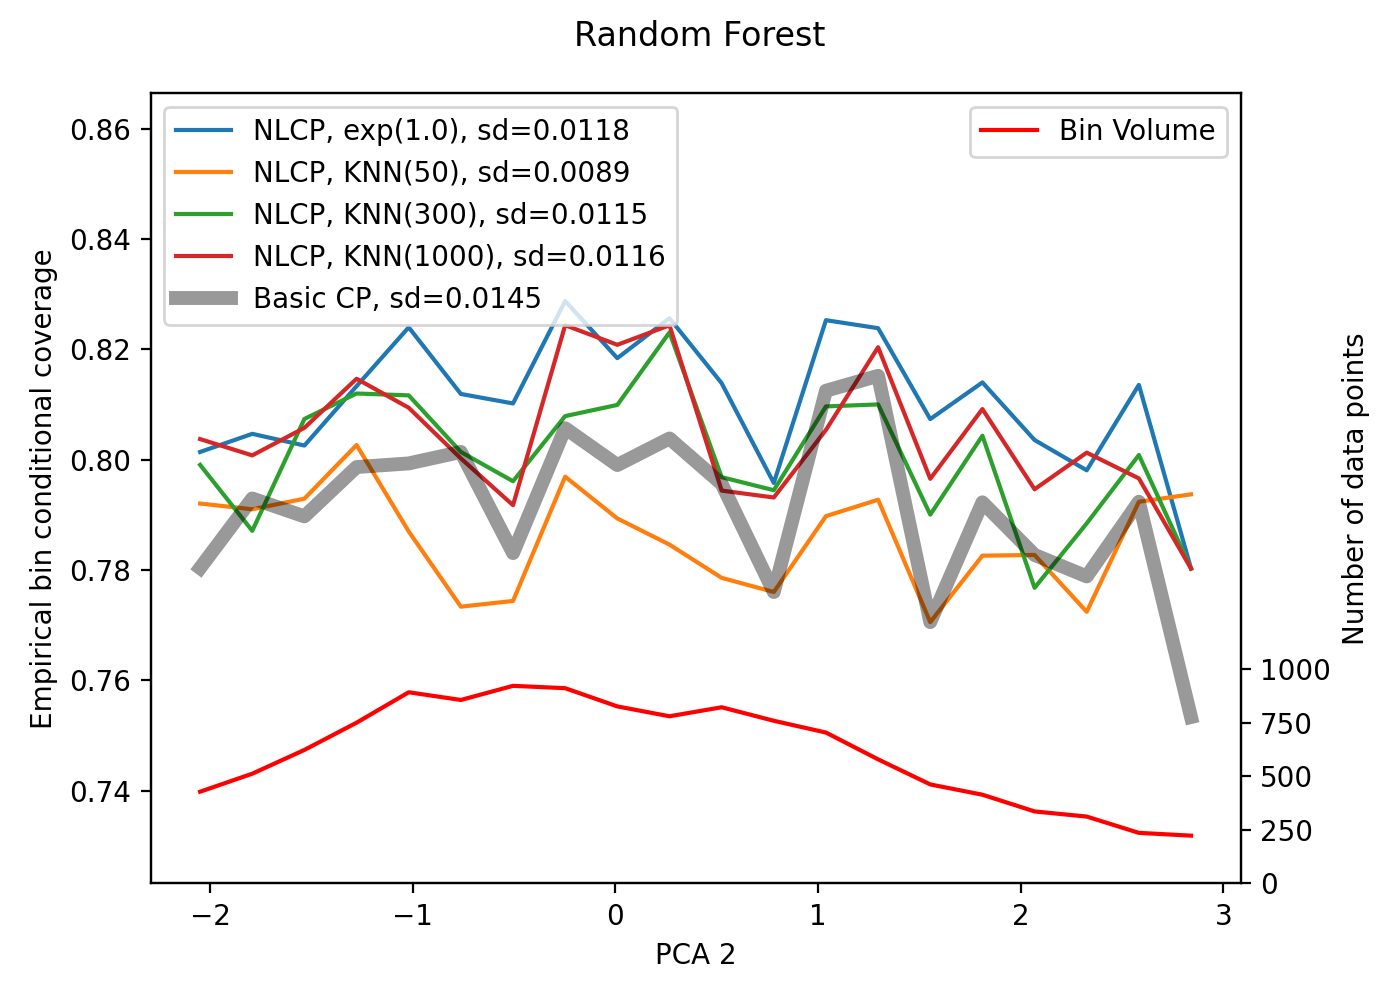 Random Forest
NLCP, exp(1.0), sd=0.0118
NLCP, KNN(50), sd=0.0089
NLCP, KNN(300), sd=0.0115
NLCP, KNN(1000), sd=0.0116
Basic CP, sd=0.0145
Bin Volume
Empirical bin conditional coverage
0.86
0.84
0.82
0.80
0.78
0.76
0.74
Number of data points
1000
750
500
250
0
−2
−1
0
1
2
3
PCA 2